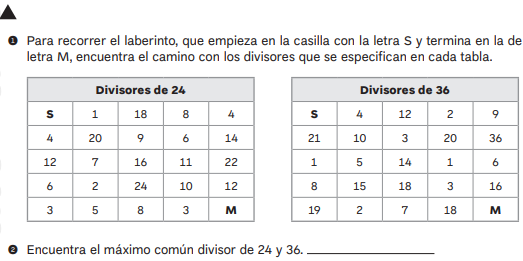 ❶ Para recorrer el laberinto, que empieza en la casilla con la letra S y termina en la de
letra M, encuentra el camino con los divisores que se especifican en cada tabla.
Divisores de 24
S 1 18 8 4
4 20 9 6 14
12 7 16 11 22
6 2 24 10 12
3 5 8 3 M
Divisores de 36
S 4 12 2 9
21 10 3 20 36
1 5 14 1 6
8 15 18 3 16
19 2 7 18 M
❷ Encuentra el máximo común divisor de 24 y 36.